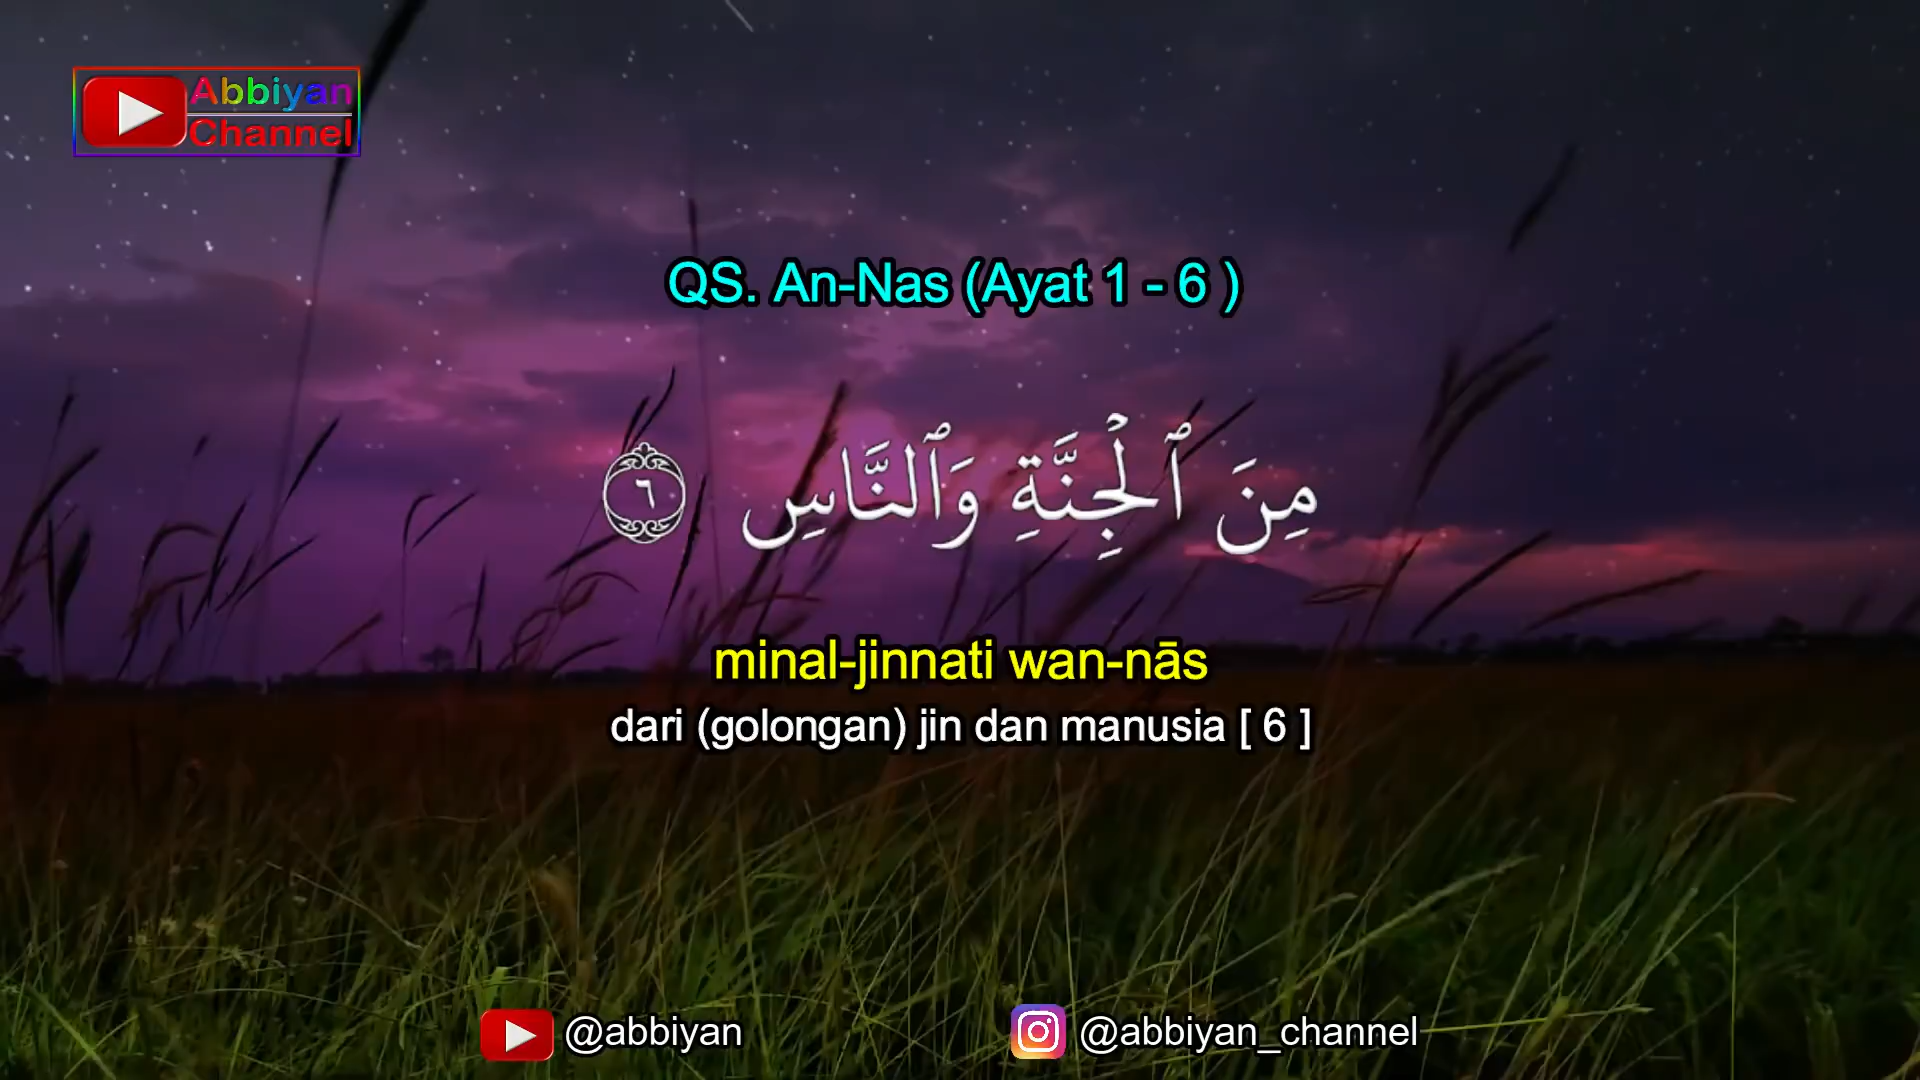 Abbiyan
Channel
QS. An-Nas (Ayat 1 - 6 )
مِنَ ٱلْجِنَّةِ وَٱلنَّاسِ ٦
minal-jinnati wan-nās
dari (golongan) jin dan manusia [ 6 ]
@abbiyan
@abbiyan_channel